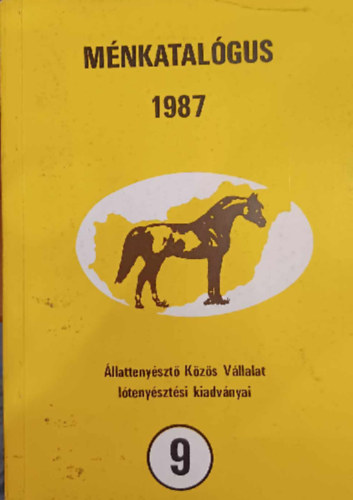 MÉNKATALÓGUS
1987
Állattenyésztő Közös Vállalat
lótenyésztési kiadványai
9